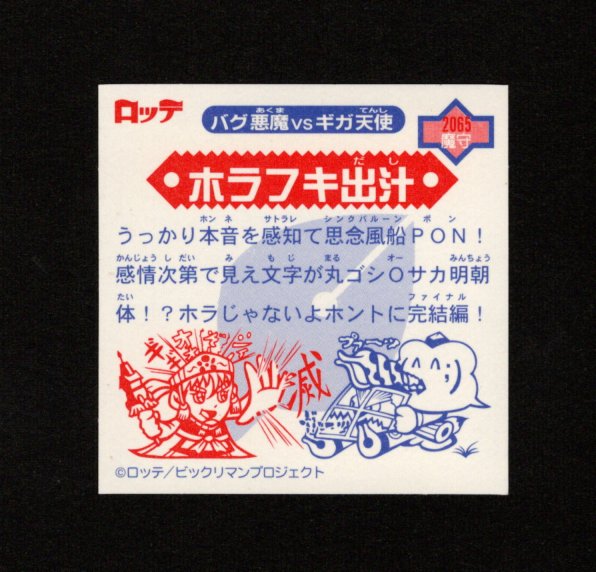 ロッテ
バグ悪魔VSギガ天使
あくま てんし
2065
魔守
ホラフキ出汁
だし
ホンネ サトラレ シンクバルーン ポン
うっかり本音を感知て思念風船PON!
かんじょう しだい み もじ まる オー みんちょう
感情次第で見え文字が丸ゴシOサカ明朝
たい ファイナル
体!?ホラじゃないよホントに完結編!
滅
プァーッ
©ロッテ/ビックリマンプロジェクト